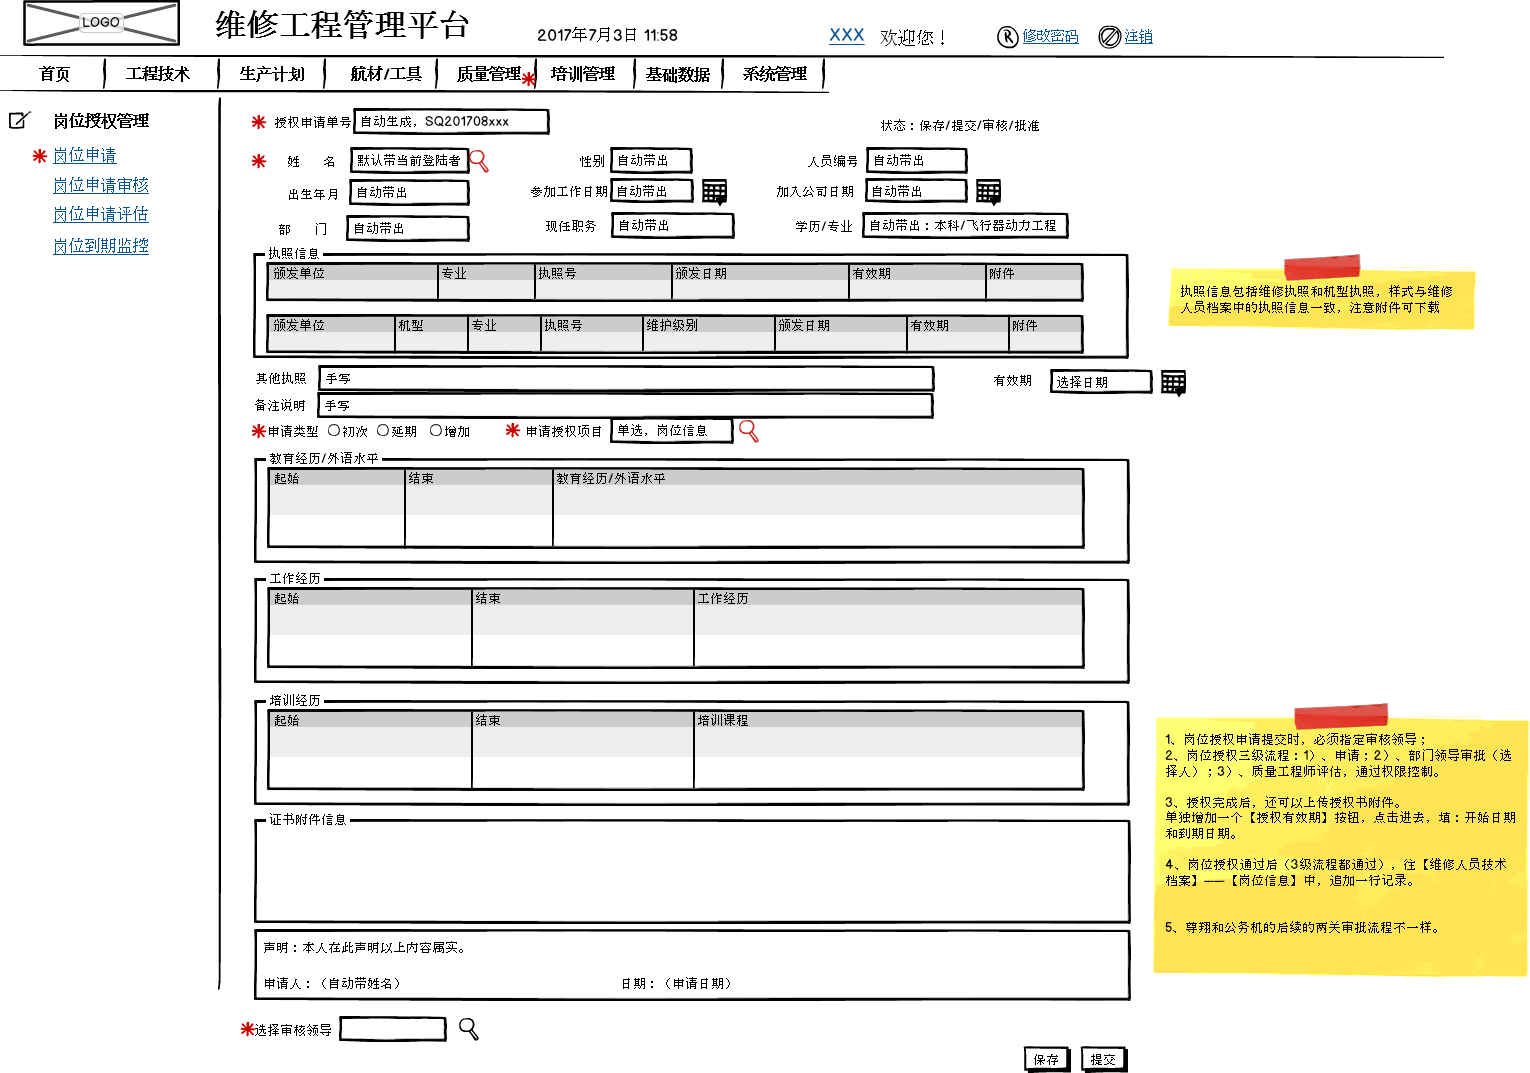 LOGO
维修工程管理平台
2017年7月3日 11:58
XXX 欢迎您！
修改密码 注销
首页 工程技术 生产计划 航材/工具 质量管理 培训管理 基础数据 系统管理
岗位授权管理
岗位申请
岗位申请审核
岗位申请评估
岗位到期监控
授权申请单号 自动生成，SQ201708xxx
状态：保存/提交/审核/批准
姓 名 默认带当前登陆者 性别 自动带出 人员编号 自动带出
出生年月 自动带出 参加工作日期 自动带出 加入公司日期 自动带出
部 门 自动带出 现任职务 自动带出 学历/专业 自动带出：本科/飞行器动力工程
执照信息
颁发单位 专业 执照号 颁发日期 有效期 附件
颁发单位 机型 专业 执照号 维护级别 颁发日期 有效期 附件
执照信息包括维修执照和机型执照，样式与维修
人员档案中的执照信息一致，注意附件可下载
其他执照 手写 有效期 选择日期
备注说明 手写
申请类型 初次 延期 增加 申请授权项目 单选，岗位信息
教育经历/外语水平
起始 结束 教育经历/外语水平
工作经历
起始 结束 工作经历
培训经历
起始 结束 培训课程
1、岗位授权申请提交时，必须指定审核领导；
2、岗位授权三级流程：1）、申请；2）、部门领导审批（选
择人）；3）、质量工程师评估，通过权限控制。
3、授权完成后，还可以上传授权书附件。
单独增加一个【授权有效期】按钮，点击进去，填：开始日期
和到期日期。
4、岗位授权通过后（3级流程都通过），往【维修人员技术
档案】——【岗位信息】中，追加一行记录。
5、尊翔和公务机的后续的两关审批流程不一样。
证书附件信息
声明：本人在此声明以上内容属实。
申请人：（自动带姓名） 日期：（申请日期）
选择审核领导
保存 提交